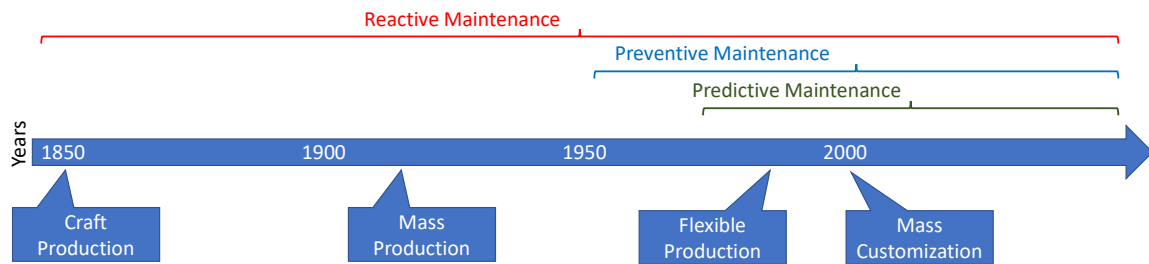 Reactive Maintenance
Preventive Maintenance
Predictive Maintenance
Years
1850 1900 1950 2000
Craft
Production
Mass
Production
Flexible
Production
Mass
Customization